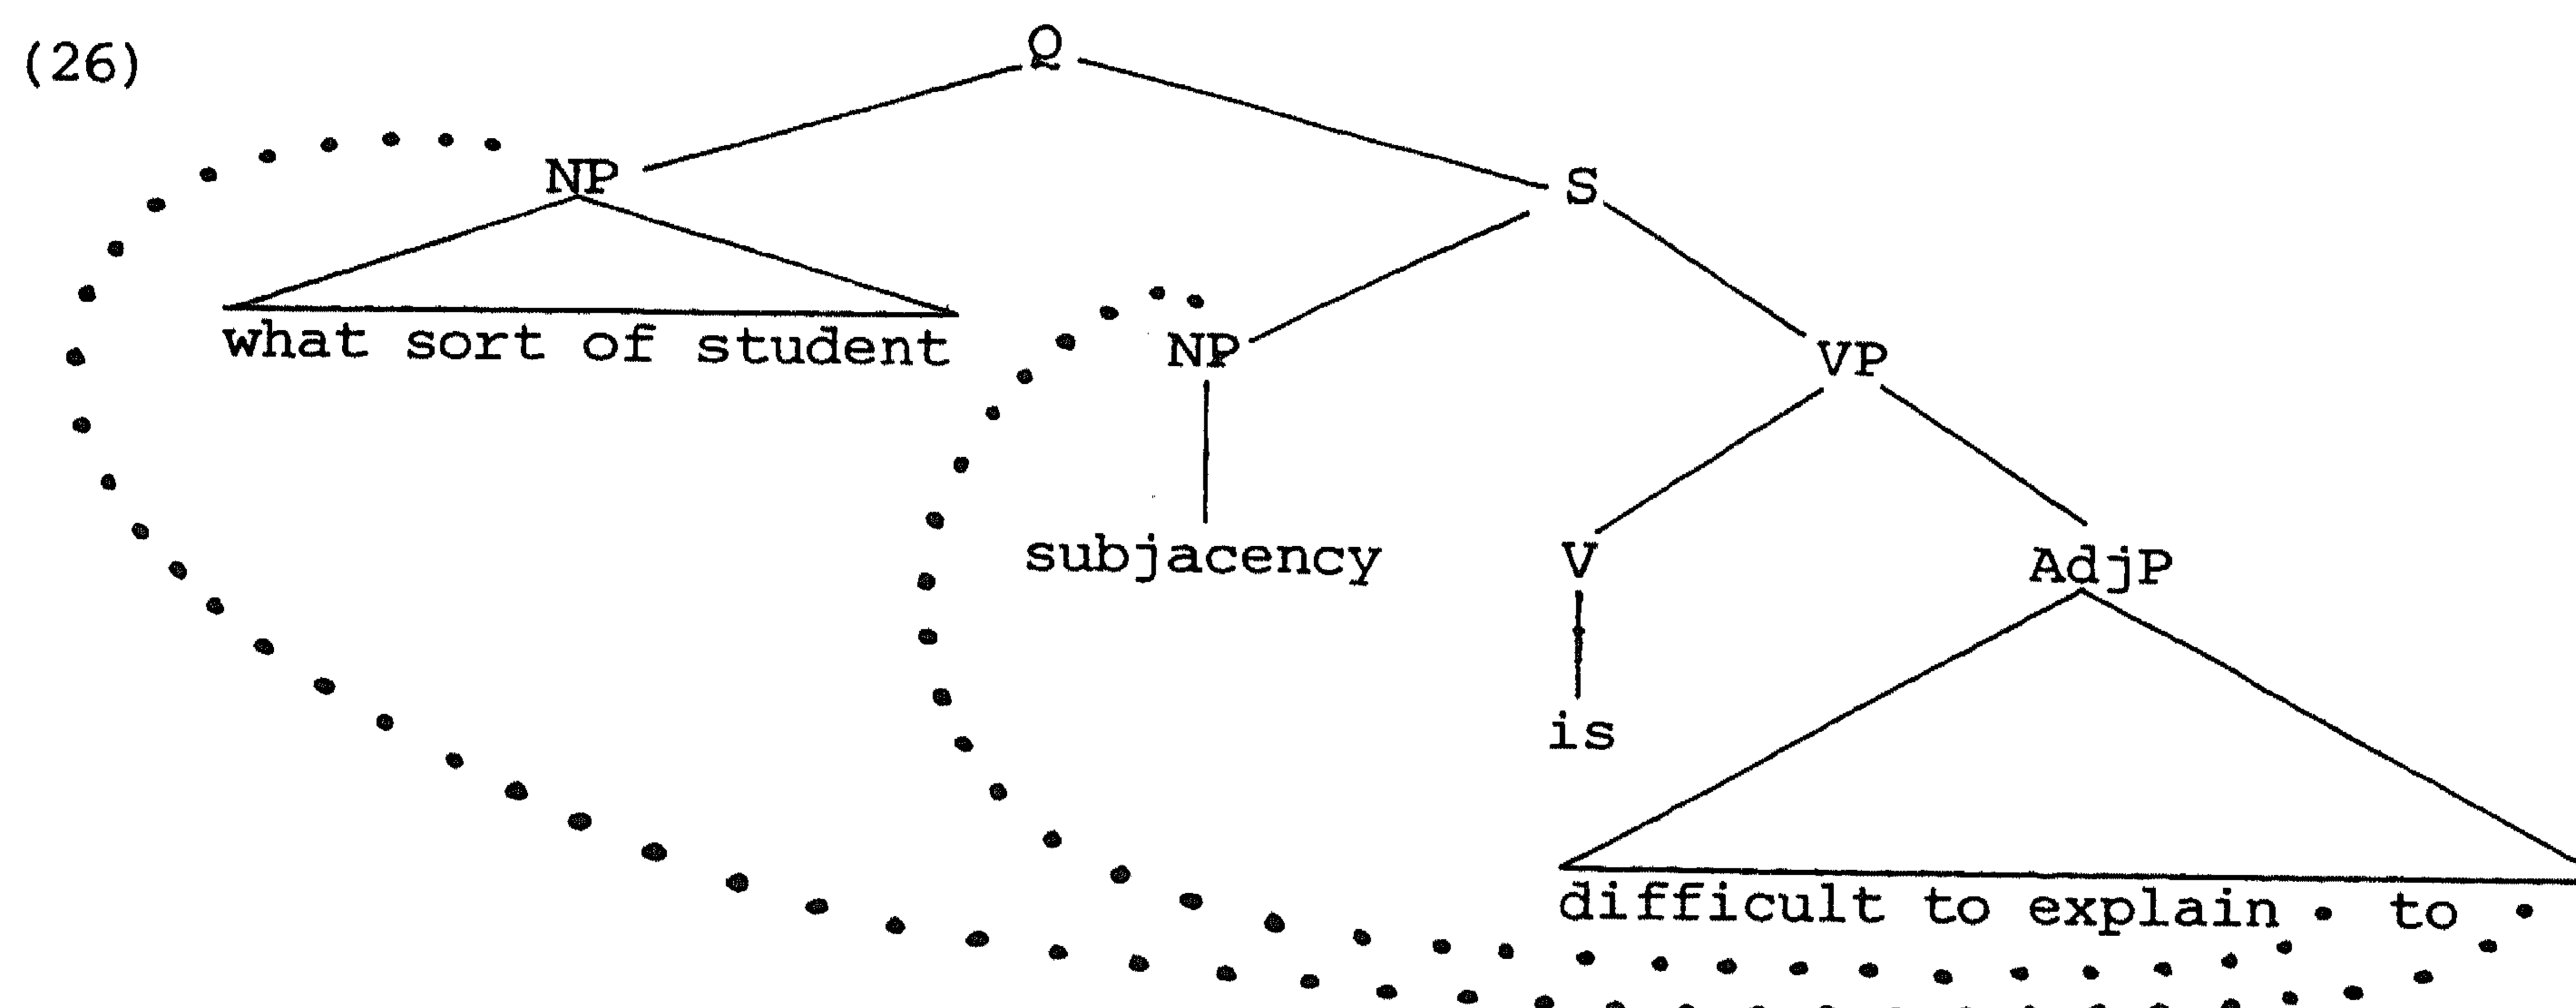 (26)
Q
NP
S
what sort of student
NP
VP
subjacency
V
AdjP
is
difficult to explain • to •